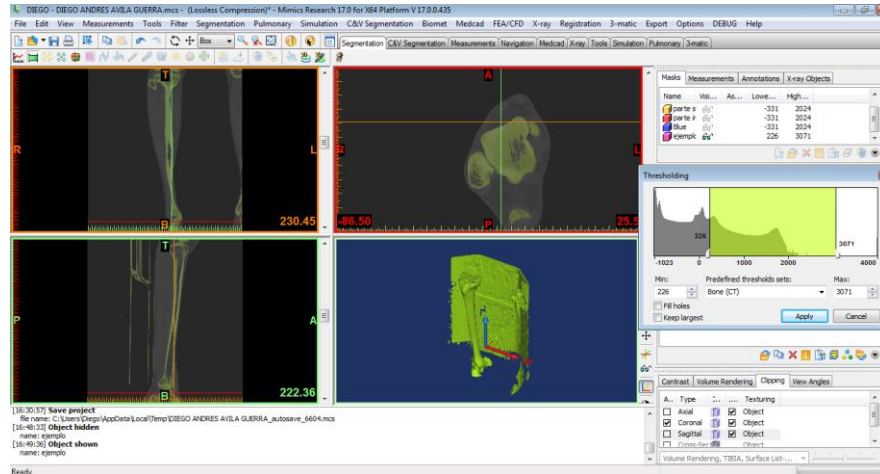 DIEGO - DIEGO ANDRES AVILA GUERRA.mcs - (Lossless Compression)* - Mimics Research 17.0 for X64 Platform V 17.0.0.435
File Edit View Measurements Tools Filter Segmentation Pulmonary Simulation C&V Segmentation Biomet Medcad FEA/CFD X-ray Registration 3-matic Export Options DEBUG Help
Box
Segmentation C&V Segmentation Measurements Navigation Medcad X-ray Tools Simulation Pulmonary 3-matic
T
R
L
B
230.45
A
R
L
P
-86.50
25.5
T
P
A
B
222.36
Masks Measurements Annotations X-ray Objects
Name Visi... As... Lowe... High...
parte s -331 2024
parte ir -331 2024
Blue -331 2024
ejemplo 226 3071
Thresholding
226
3071
-1023 0 1000 2000 4000
Min: Predefined thresholds sets: Max:
226 Bone (CT) 3071
Fill holes
Keep largest
Apply Cancel
Contrast Volume Rendering Clipping View Angles
A.. Type Texturing
Axial Object
Coronal Object
Sagittal Object
Cross-Sec Object
Volume Rendering, TIBIA, Surface List-...
[16:30:57] Save project
file name: C:\Users\Diego\AppData\Local\Temp\DIEGO ANDRES AVILA GUERRA_autosave_6604.mcs
[16:48:33] Object hidden
name: ejemplo
[16:49:36] Object shown
name: ejemplo
Ready